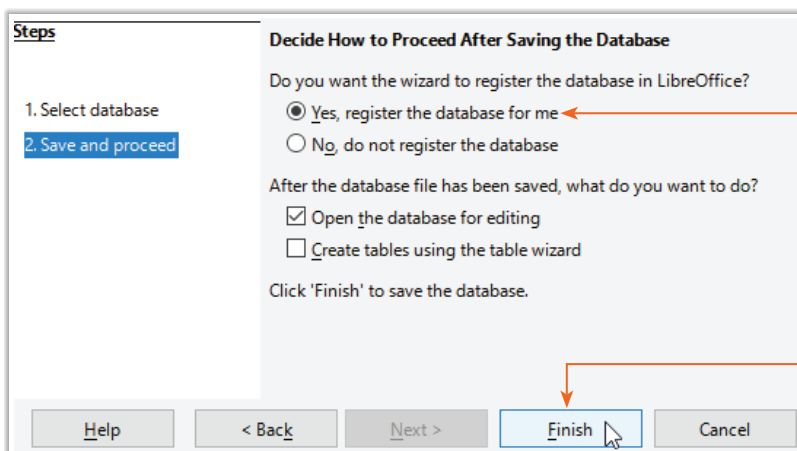 Steps
1. Select database
2. Save and proceed
Decide How to Proceed After Saving the Database
Do you want the wizard to register the database in LibreOffice?
Yes, register the database for me
No, do not register the database
After the database file has been saved, what do you want to do?
Open the database for editing
Create tables using the table wizard
Click 'Finish' to save the database.
Help
< Back
Next >
Finish
Cancel